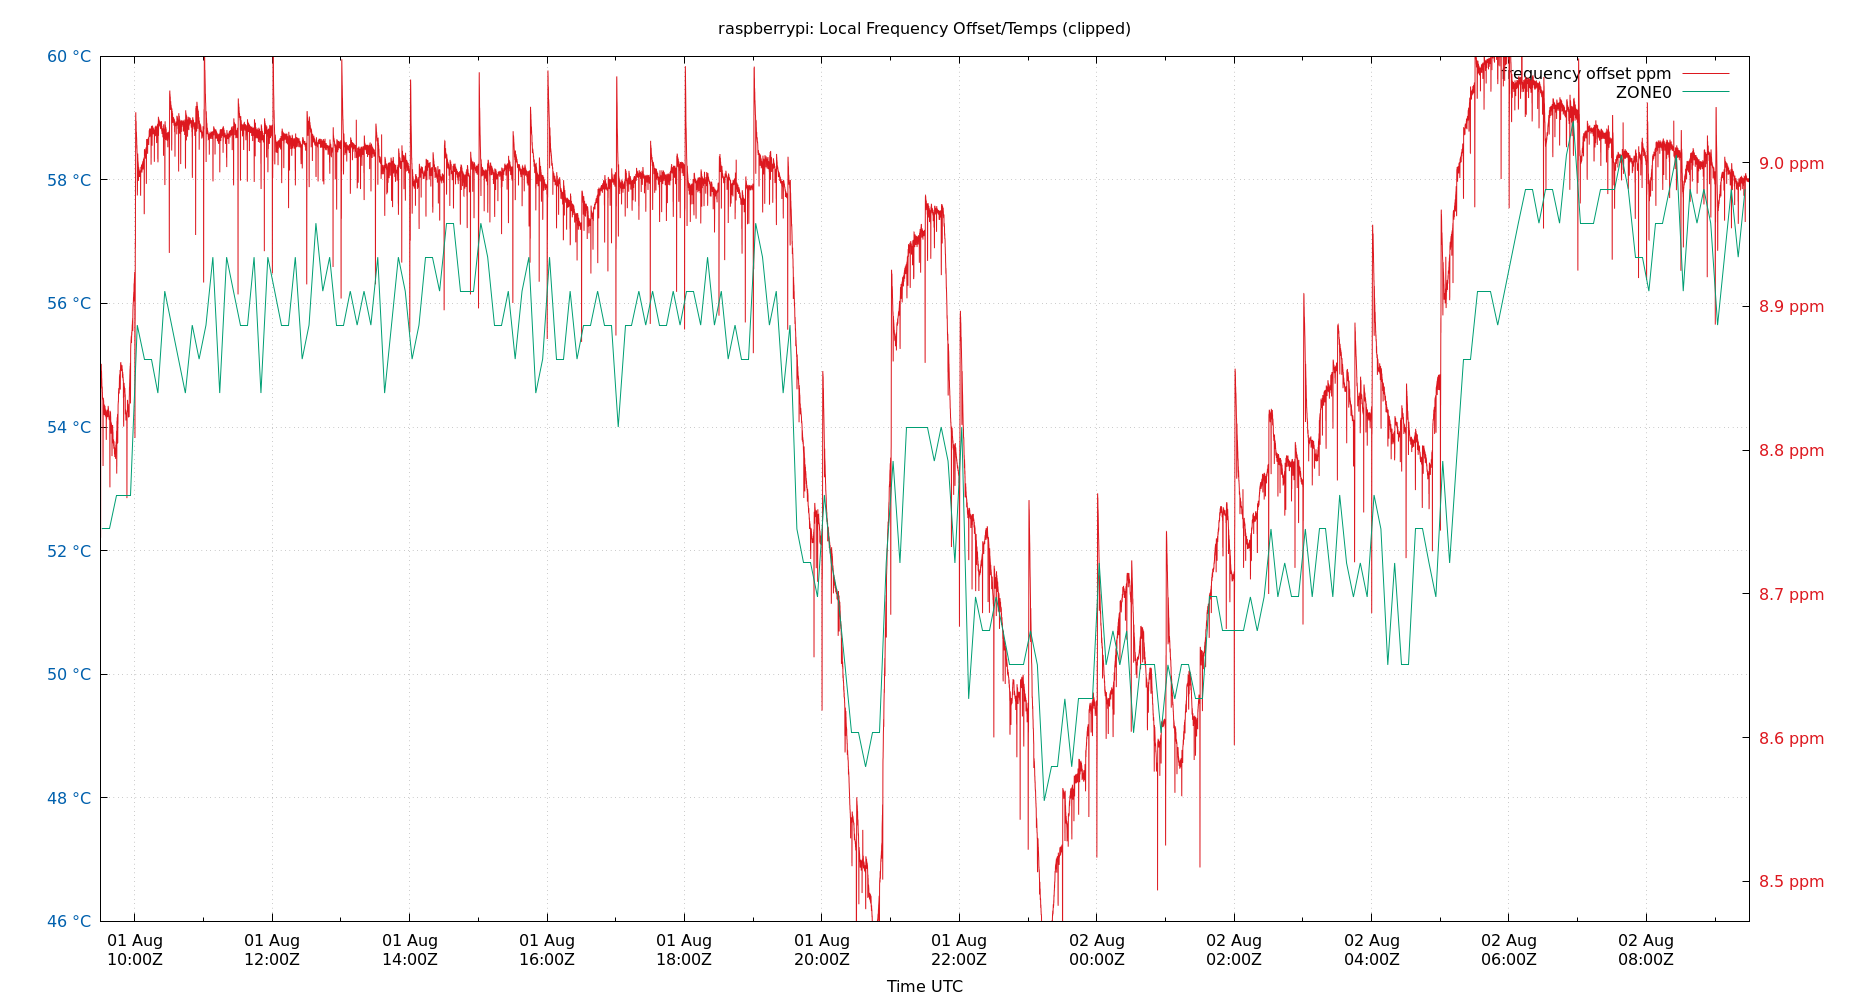 raspberrypi: Local Frequency Offset/Temps (clipped)
60 °C
58 °C
56 °C
54 °C
52 °C
50 °C
48 °C
46 °C
frequency offset ppm
ZONE0
9.0 ppm
8.9 ppm
8.8 ppm
8.7 ppm
8.6 ppm
8.5 ppm
01 Aug 01 Aug 01 Aug 01 Aug 01 Aug 01 Aug 01 Aug 02 Aug 02 Aug 02 Aug 02 Aug 02 Aug
10:00Z 12:00Z 14:00Z 16:00Z 18:00Z 20:00Z 22:00Z 00:00Z 02:00Z 04:00Z 06:00Z 08:00Z
Time UTC